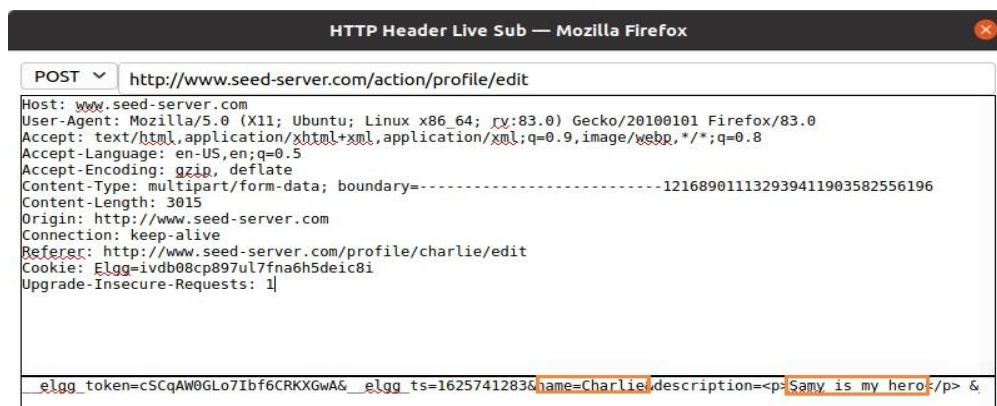 HTTP Header Live Sub — Mozilla Firefox
POST http://www.seed-server.com/action/profile/edit
Host: www.seed-server.com
User-Agent: Mozilla/5.0 (X11; Ubuntu; Linux x86_64; rv:83.0) Gecko/20100101 Firefox/83.0
Accept: text/html,application/xhtml+xml,application/xml;q=0.9,image/webp,*/*;q=0.8
Accept-Language: en-US,en;q=0.5
Accept-Encoding: gzip, deflate
Content-Type: multipart/form-data; boundary=---------------------------121689011132939411903582556196
Content-Length: 3015
Origin: http://www.seed-server.com
Connection: keep-alive
Referer: http://www.seed-server.com/profile/charlie/edit
Cookie: Elgg=ivdb08cp897ul7fna6h5deic8i
Upgrade-Insecure-Requests: 1
__elgg_token=cSCqAW0GLo7Ibf6CRKXGwA&__elgg_ts=1625741283&name=Charlie&description=<p>Samy is my hero</p> &